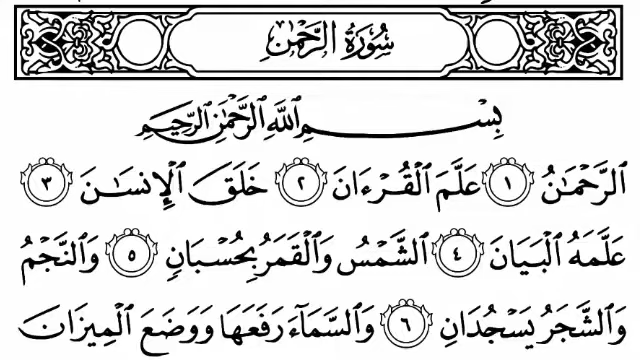 سُورَةُ الرَّحۡمَٰن
بِسۡمِ ٱللَّهِ ٱلرَّحۡمَٰنِ ٱلرَّحِيمِ
ٱلرَّحۡمَٰنُ ١ عَلَّمَ ٱلۡقُرۡءَانَ ٢ خَلَقَ ٱلۡإِنسَٰنَ ٣
عَلَّمَهُ ٱلۡبَيَانَ ٤ ٱلشَّمۡسُ وَٱلۡقَمَرُ بِحُسۡبَانٖ ٥ وَٱلنَّجۡمُ
وَٱلشَّجَرُ يَسۡجُدَانِ ٦ وَٱلسَّمَآءَ رَفَعَهَا وَوَضَعَ ٱلۡمِيزَانَ